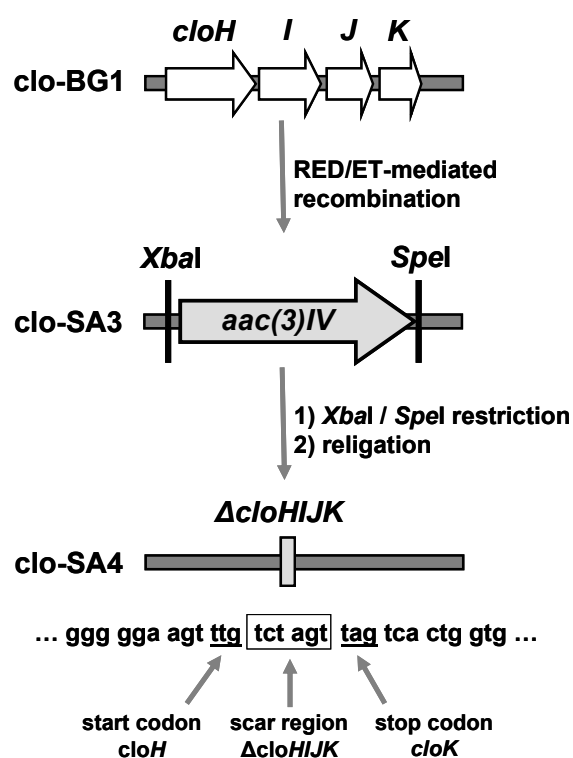 cloH I J K
clo-BG1
RED/ET-mediated
recombination
XbaI SpeI
clo-SA3
aac(3)IV
1) XbaI / SpeI restriction
2) religation
ΔcloHIJK
clo-SA4
... ggg gga agt ttg tct agt tag tca ctg gtg ...
start codon scar region stop codon
cloH ΔcloHIJK cloK